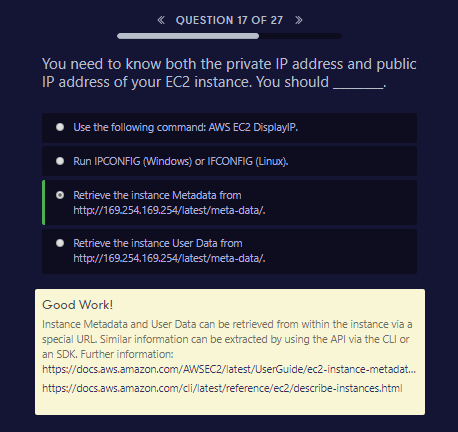 QUESTION 17 OF 27
You need to know both the private IP address and public
IP address of your EC2 instance. You should _______.
Use the following command: AWS EC2 DisplayIP.
Run IPCONFIG (Windows) or IFCONFIG (Linux).
Retrieve the instance Metadata from
http://169.254.169.254/latest/meta-data/.
Retrieve the instance User Data from
http://169.254.169.254/latest/meta-data/.
Good Work!
Instance Metadata and User Data can be retrieved from within the instance via a
special URL. Similar information can be extracted by using the API via the CLI or
an SDK. Further information:
https://docs.aws.amazon.com/AWSEC2/latest/UserGuide/ec2-instance-metadat...
https://docs.aws.amazon.com/cli/latest/reference/ec2/describe-instances.html